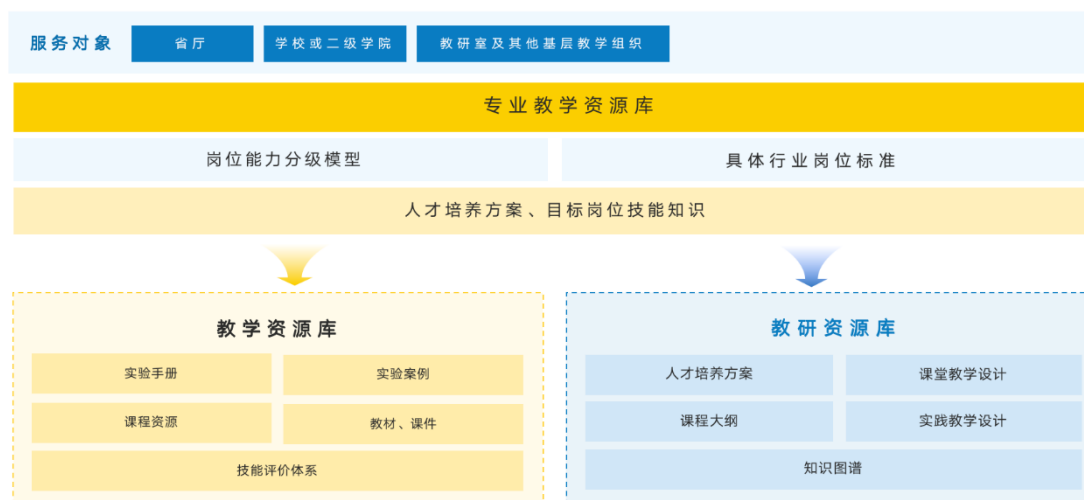 服务对象 省厅 学校或二级学院 教研室及其他基层教学组织
专业教学资源库
岗位能力分级模型 具体行业岗位标准
人才培养方案、目标岗位技能知识
教学资源库
实验手册 实验案例
课程资源 教材、课件
技能评价体系
教研资源库
人才培养方案 课堂教学设计
课程大纲 实践教学设计
知识图谱